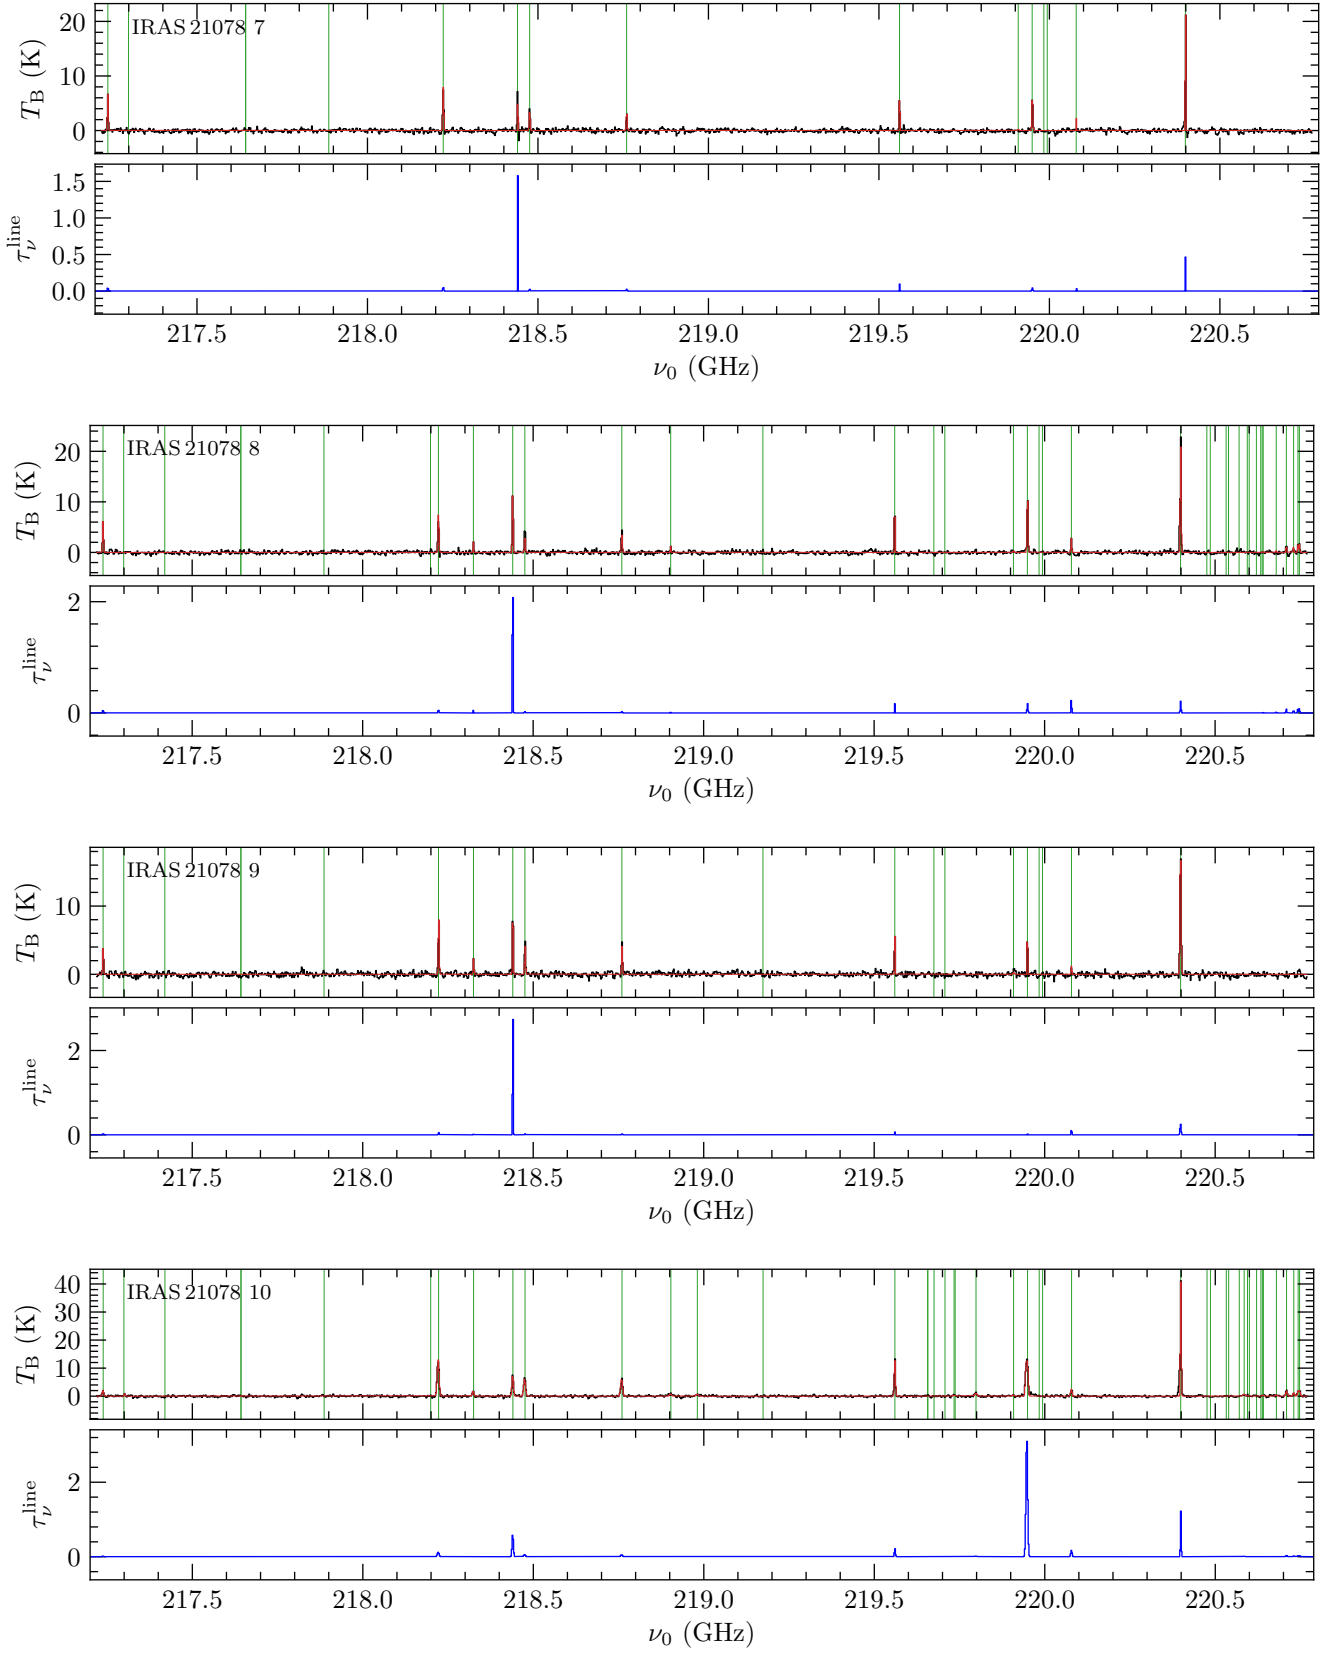 IRAS 21078 7
T_B (K)
20
10
0
τ_ν^line
1.5
1.0
0.5
0.0
217.5 218.0 218.5 219.0 219.5 220.0 220.5
ν_0 (GHz)
IRAS 21078 8
T_B (K)
20
10
0
τ_ν^line
2
0
217.5 218.0 218.5 219.0 219.5 220.0 220.5
ν_0 (GHz)
IRAS 21078 9
T_B (K)
10
0
τ_ν^line
2
0
217.5 218.0 218.5 219.0 219.5 220.0 220.5
ν_0 (GHz)
IRAS 21078 10
T_B (K)
40
30
20
10
0
τ_ν^line
2
0
217.5 218.0 218.5 219.0 219.5 220.0 220.5
ν_0 (GHz)